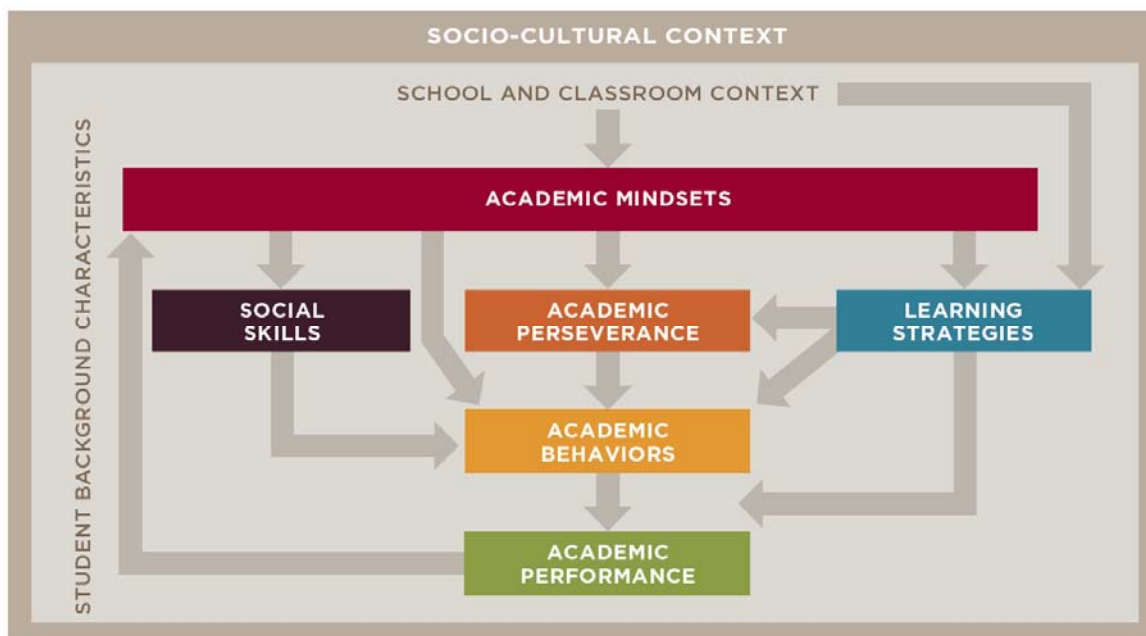 SOCIO-CULTURAL CONTEXT
SCHOOL AND CLASSROOM CONTEXT
STUDENT BACKGROUND CHARACTERISTICS
ACADEMIC MINDSETS
SOCIAL
SKILLS
ACADEMIC
PERSEVERANCE
LEARNING
STRATEGIES
ACADEMIC
BEHAVIORS
ACADEMIC
PERFORMANCE